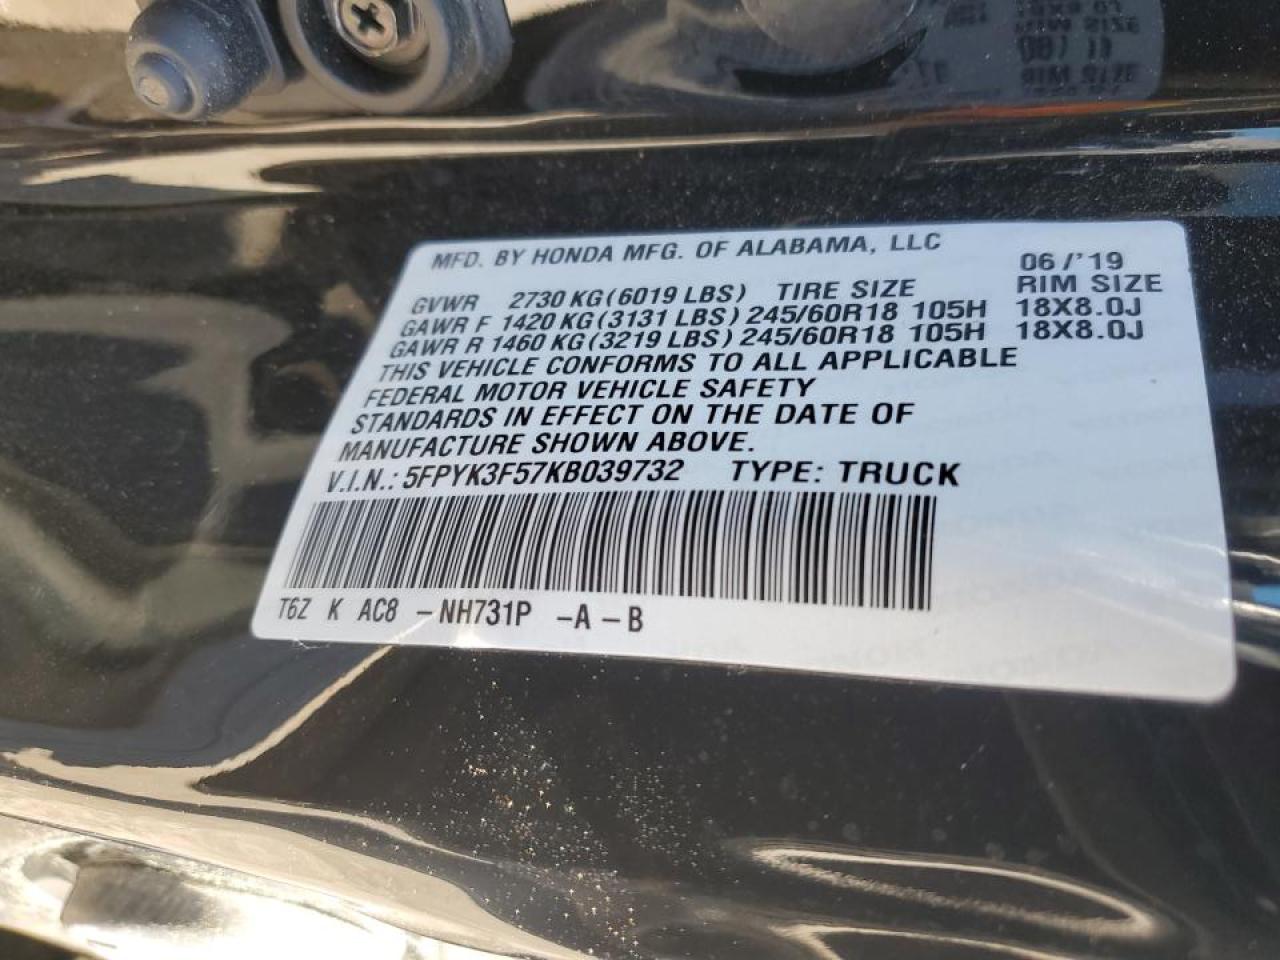 MFD. BY HONDA MFG. OF ALABAMA, LLC 06/'19
GVWR 2730 KG(6019 LBS) TIRE SIZE RIM SIZE
GAWR F 1420 KG(3131 LBS) 245/60R18 105H 18X8.0J
GAWR R 1460 KG(3219 LBS) 245/60R18 105H 18X8.0J
THIS VEHICLE CONFORMS TO ALL APPLICABLE
FEDERAL MOTOR VEHICLE SAFETY
STANDARDS IN EFFECT ON THE DATE OF
MANUFACTURE SHOWN ABOVE.
V.I.N.: 5FPYK3F57KB039732 TYPE: TRUCK
T6Z K AC8 -NH731P -A-B